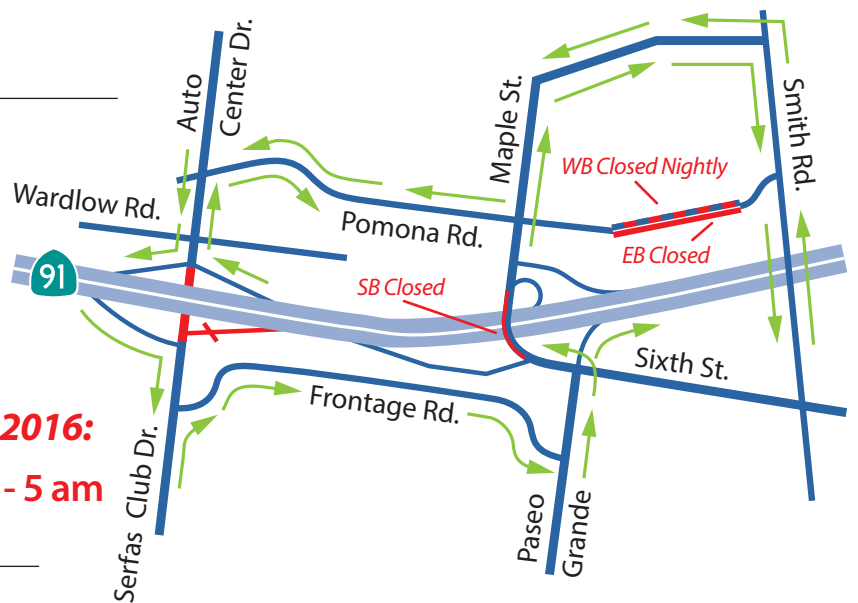 Auto
Center Dr.
Maple St.
Smith Rd.
WB Closed Nightly
Wardlow Rd.
Pomona Rd.
EB Closed
91
SB Closed
Sixth St.
Frontage Rd.
2016:
- 5 am
Serfas Club Dr.
Paseo
Grande